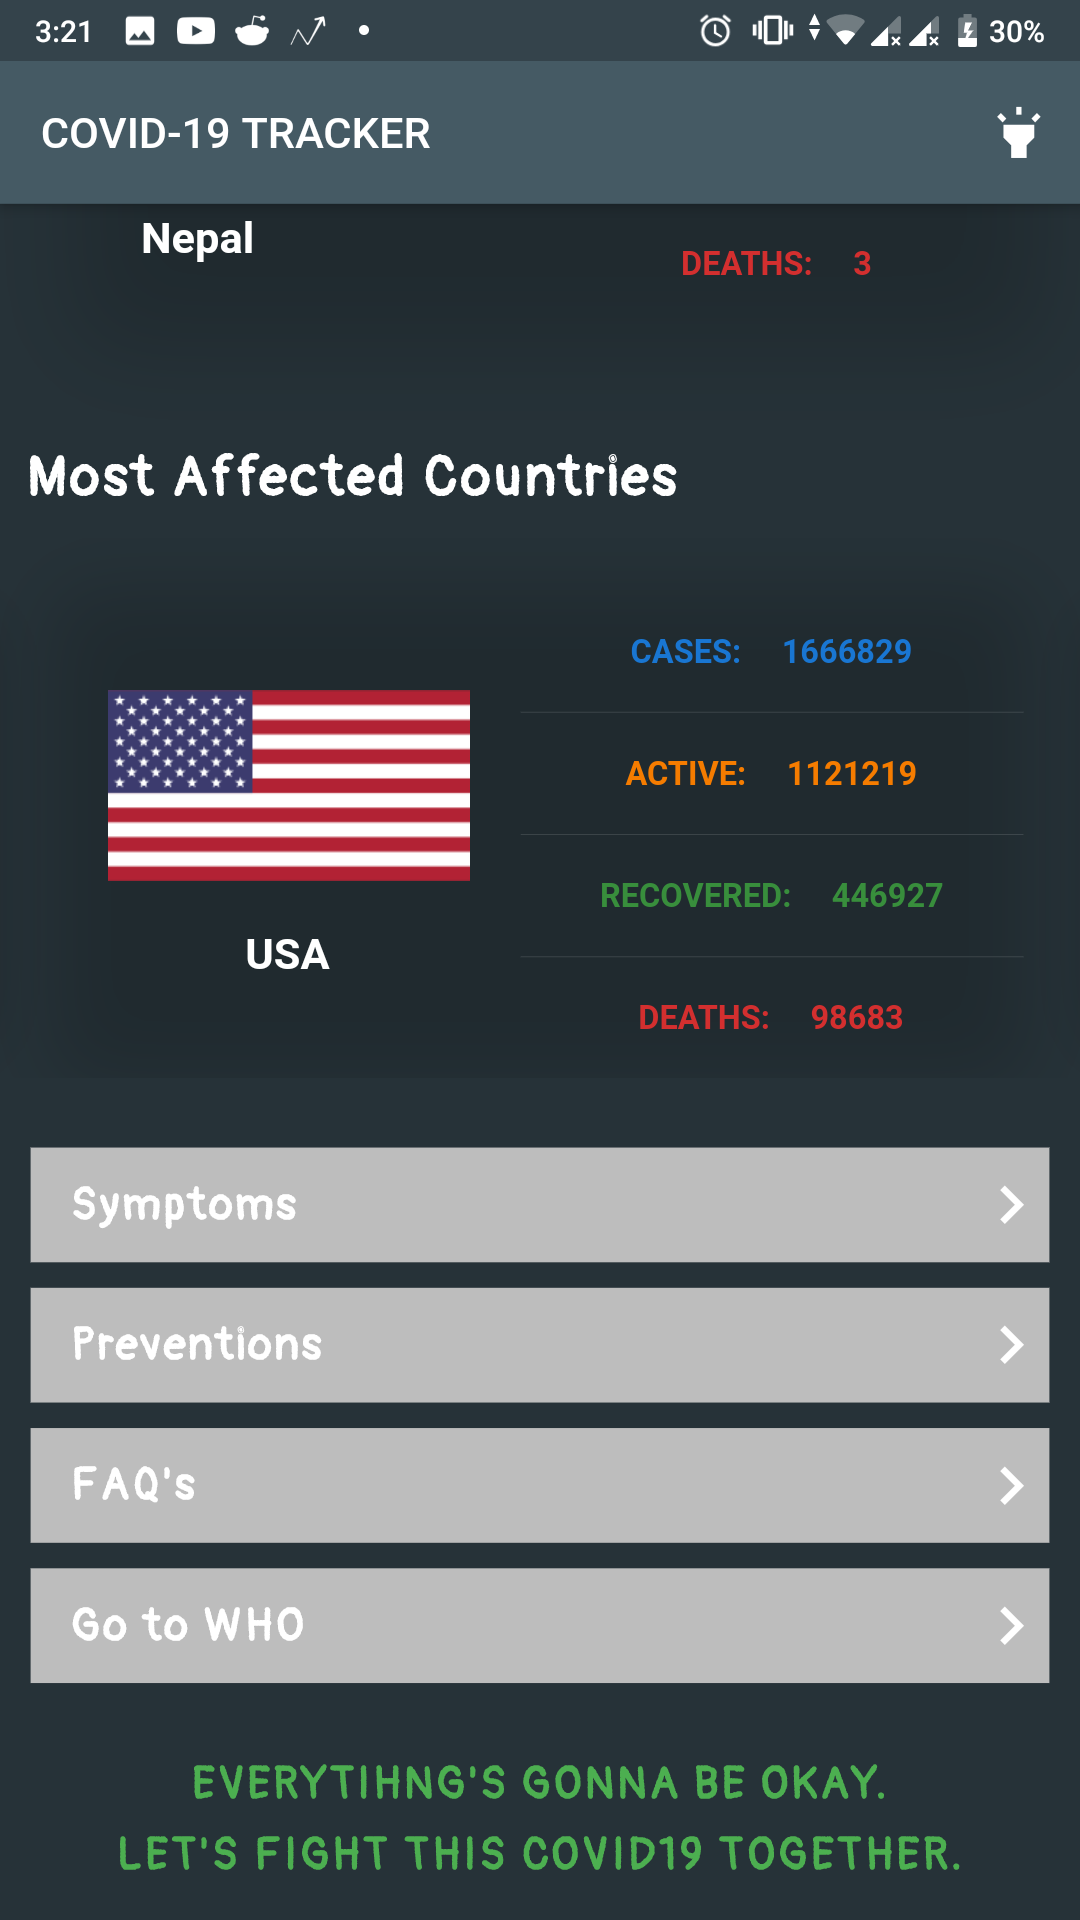 3:21 30%
COVID-19 TRACKER
Nepal
DEATHS: 3
Most Affected Countries
CASES: 1666829
ACTIVE: 1121219
RECOVERED: 446927
USA
DEATHS: 98683
Symptoms
Preventions
FAQ's
Go to WHO
EVERYTIHNG'S GONNA BE OKAY.
LET'S FIGHT THIS COVID19 TOGETHER.